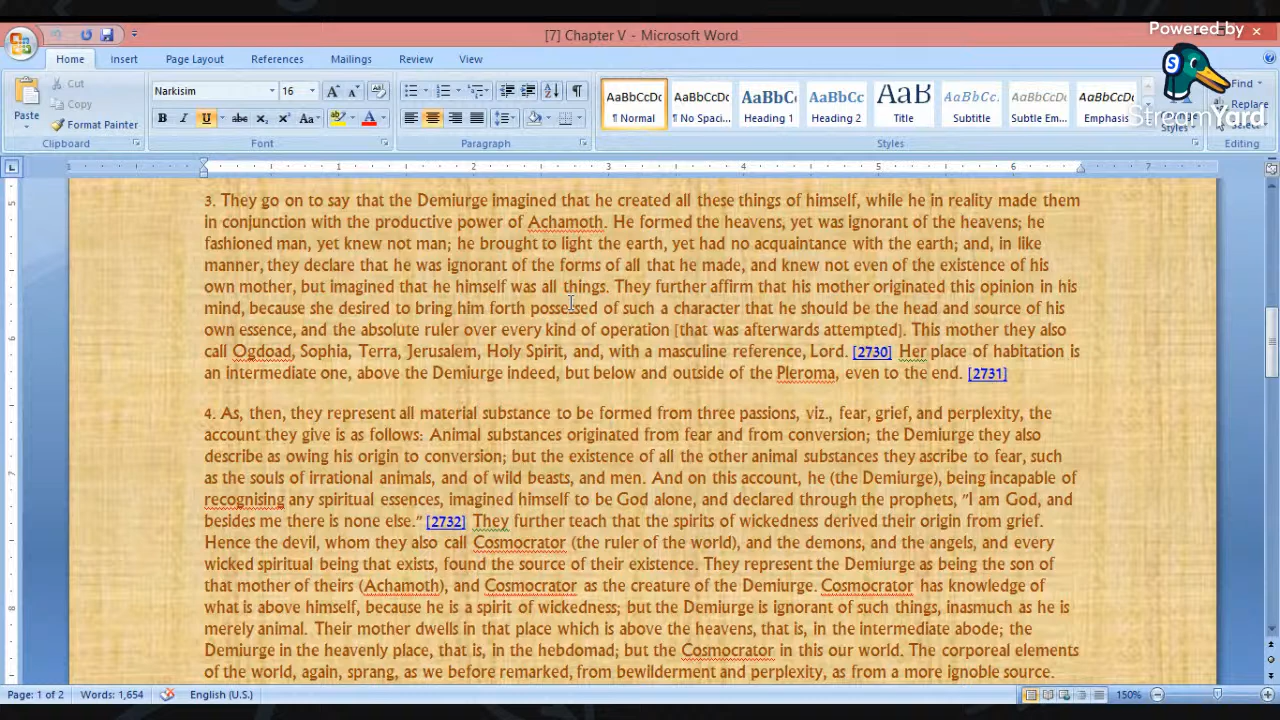 Powered by
[7] Chapter V - Microsoft Word
StreamYard
Home Insert Page Layout References Mailings Review View
Cut
Copy
Format Painter
Paste
Markisim 16
AaBbCcDc AaBbCcDc AaBbCc AaBbCc AaB AaBbCc. AaBbCcDc AaBbCcDc
¶ Normal ¶ No Spaci... Heading 1 Heading 2 Title Subtitle Subtle Em... Emphasis
Styles
Find
Replace
Select
Clipboard Font Paragraph Styles Editing
1 1 2 3 4 5 6 7
3. They go on to say that the Demiurge imagined that he created all these things of himself, while he in reality made them
in conjunction with the productive power of Achamoth. He formed the heavens, yet was ignorant of the heavens; he
fashioned man, yet knew not man; he brought to light the earth, yet had no acquaintance with the earth; and, in like
manner, they declare that he was ignorant of the forms of all that he made, and knew not even of the existence of his
own mother, but imagined that he himself was all things. They further affirm that his mother originated this opinion in his
mind, because she desired to bring him forth possessed of such a character that he should be the head and source of his
own essence, and the absolute ruler over every kind of operation [that was afterwards attempted]. This mother they also
call Ogdoad, Sophia, Terra, Jerusalem, Holy Spirit, and, with a masculine reference, Lord. [2730] Her place of habitation is
an intermediate one, above the Demiurge indeed, but below and outside of the Pleroma, even to the end. [2731]
4. As, then, they represent all material substance to be formed from three passions, viz., fear, grief, and perplexity, the
account they give is as follows: Animal substances originated from fear and from conversion; the Demiurge they also
describe as owing his origin to conversion; but the existence of all the other animal substances they ascribe to fear, such
as the souls of irrational animals, and of wild beasts, and men. And on this account, he (the Demiurge), being incapable of
recognising any spiritual essences, imagined himself to be God alone, and declared through the prophets, "I am God, and
besides me there is none else." [2732] They further teach that the spirits of wickedness derived their origin from grief.
Hence the devil, whom they also call Cosmocrator (the ruler of the world), and the demons, and the angels, and every
wicked spiritual being that exists, found the source of their existence. They represent the Demiurge as being the son of
that mother of theirs (Achamoth), and Cosmocrator as the creature of the Demiurge. Cosmocrator has knowledge of
what is above himself, because he is a spirit of wickedness; but the Demiurge is ignorant of such things, inasmuch as he is
merely animal. Their mother dwells in that place which is above the heavens, that is, in the intermediate abode; the
Demiurge in the heavenly place, that is, in the hebdomad; but the Cosmocrator in this our world. The corporeal elements
of the world, again, sprang, as we before remarked, from bewilderment and perplexity, as from a more ignoble source.
Page: 1 of 2 Words: 1,654 English (U.S.) 150%